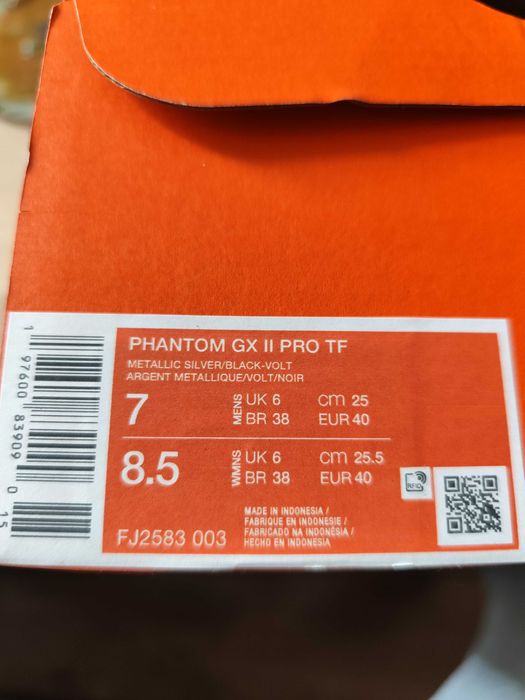 PHANTOM GX II PRO TF
METALLIC SILVER/BLACK-VOLT
ARGENT METALLIQUE/VOLT/NOIR
7 MENS UK 6 cm 25
BR 38 EUR 40
8.5 WMNS UK 6 cm 25.5
BR 38 EUR 40
RFID
MADE IN INDONESIA /
FABRIQUE EN INDONESIE /
FABRICADO NA INDONÉSIA /
HECHO EN INDONESIA
FJ2583 003
1 97600 83909 0 15